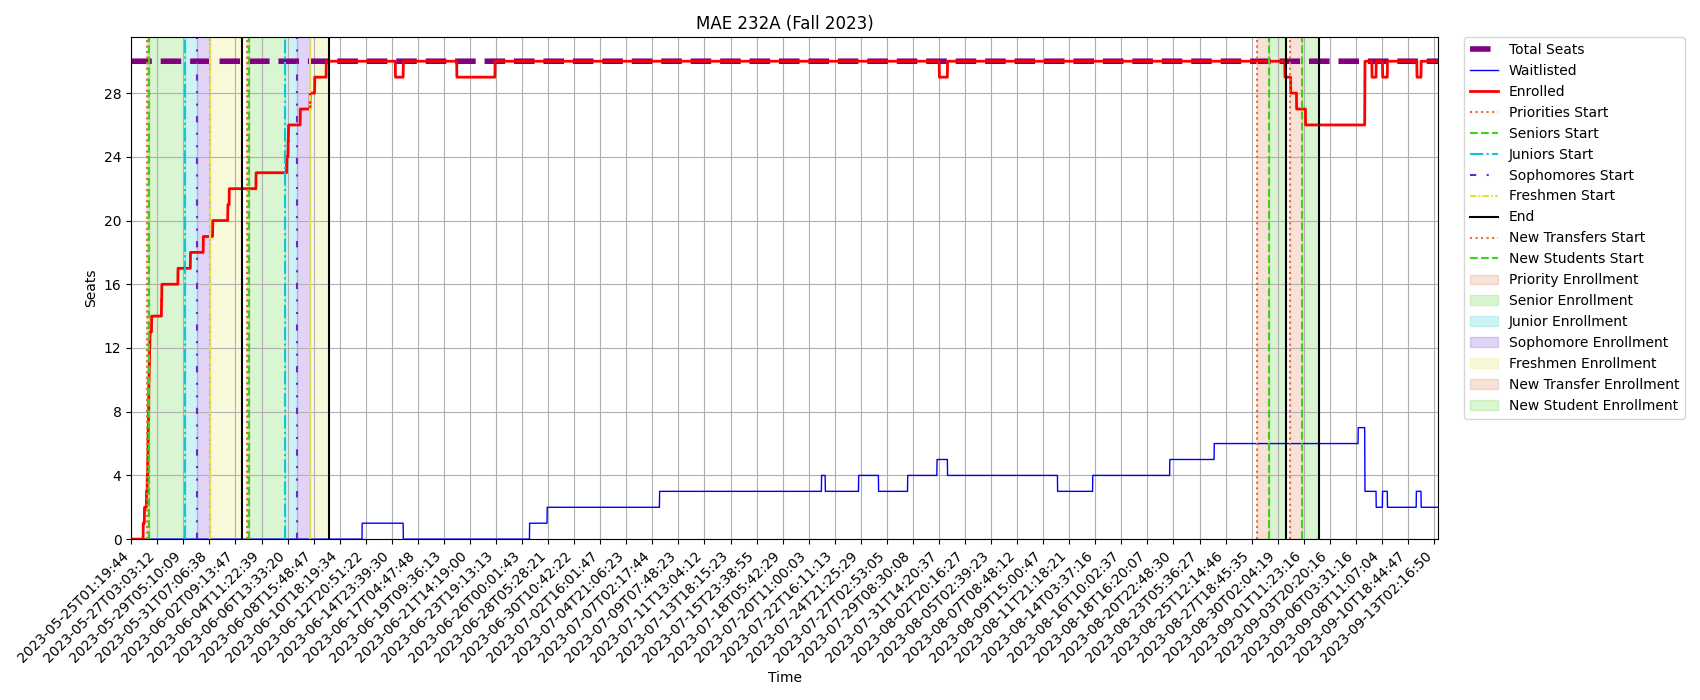 MAE 232A (Fall 2023)
Seats
28
24
20
16
12
8
4
0
2023-05-25T01:19:44
2023-05-27T03:03:12
2023-05-29T05:10:09
2023-05-31T07:06:38
2023-06-02T09:13:47
2023-06-04T11:22:39
2023-06-06T13:33:20
2023-06-08T15:48:47
2023-06-10T18:19:34
2023-06-12T20:51:22
2023-06-14T23:39:30
2023-06-17T04:47:48
2023-06-19T09:36:13
2023-06-21T14:19:00
2023-06-23T19:13:13
2023-06-26T00:01:43
2023-06-28T05:28:21
2023-06-30T10:42:22
2023-07-02T16:01:47
2023-07-04T21:06:23
2023-07-07T02:17:44
2023-07-09T07:48:23
2023-07-11T13:04:12
2023-07-13T18:15:23
2023-07-15T23:38:55
2023-07-18T05:42:29
2023-07-20T11:00:03
2023-07-22T16:11:13
2023-07-24T21:25:29
2023-07-27T02:53:05
2023-07-29T08:30:08
2023-07-31T14:20:37
2023-08-02T20:16:27
2023-08-05T02:39:23
2023-08-07T08:48:12
2023-08-09T15:00:47
2023-08-11T21:18:21
2023-08-14T03:37:16
2023-08-16T10:02:37
2023-08-18T16:20:07
2023-08-20T22:48:30
2023-08-23T05:36:27
2023-08-25T12:14:46
2023-08-27T18:45:35
2023-08-30T02:04:19
2023-09-01T11:23:16
2023-09-03T20:20:16
2023-09-06T03:31:16
2023-09-08T11:07:04
2023-09-10T18:44:47
2023-09-13T02:16:50
Time
Total Seats
Waitlisted
Enrolled
Priorities Start
Seniors Start
Juniors Start
Sophomores Start
Freshmen Start
End
New Transfers Start
New Students Start
Priority Enrollment
Senior Enrollment
Junior Enrollment
Sophomore Enrollment
Freshmen Enrollment
New Transfer Enrollment
New Student Enrollment